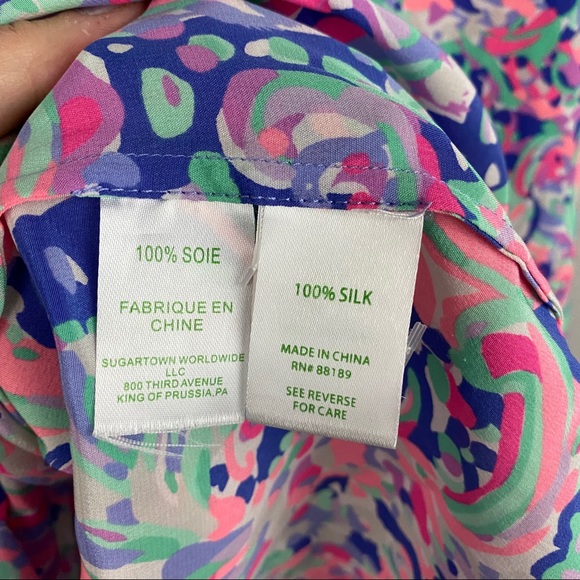 100% SOIE
FABRIQUE EN
CHINE
SUGARTOWN WORLDWIDE
LLC
800 THIRD AVENUE
KING OF PRUSSIA.PA
100% SILK
MADE IN CHINA
RN# 88189
SEE REVERSE
FOR CARE